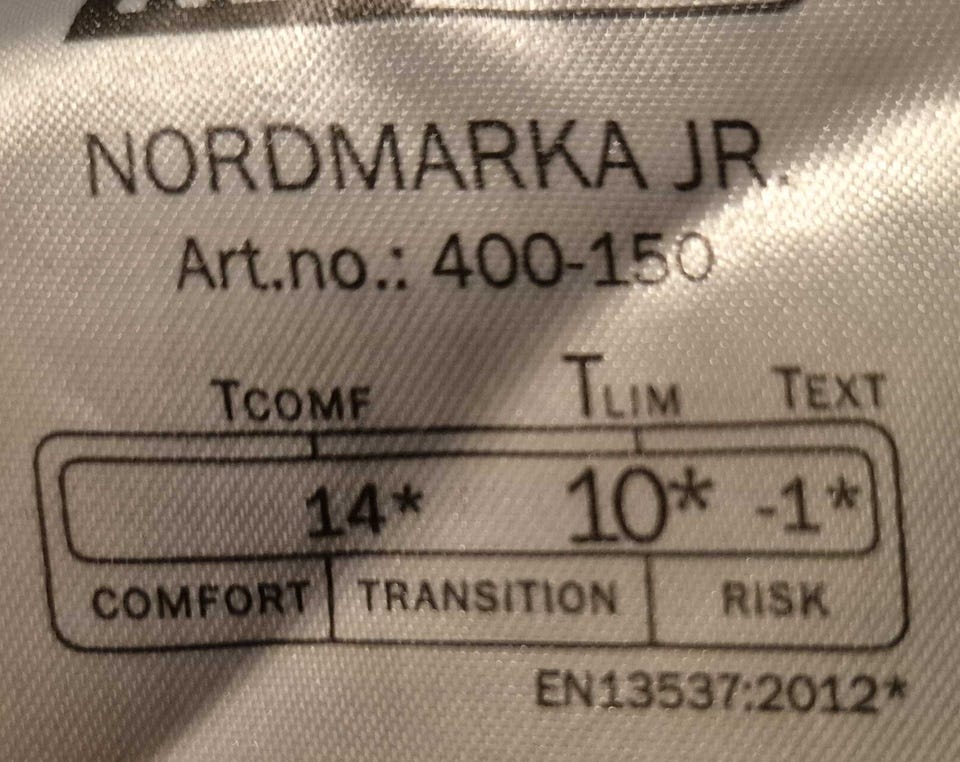 NORDMARKA JR.
Art.no.: 400-150
TCOMF TLIM TEXT
14* 10* -1*
COMFORT TRANSITION RISK
EN13537:2012*